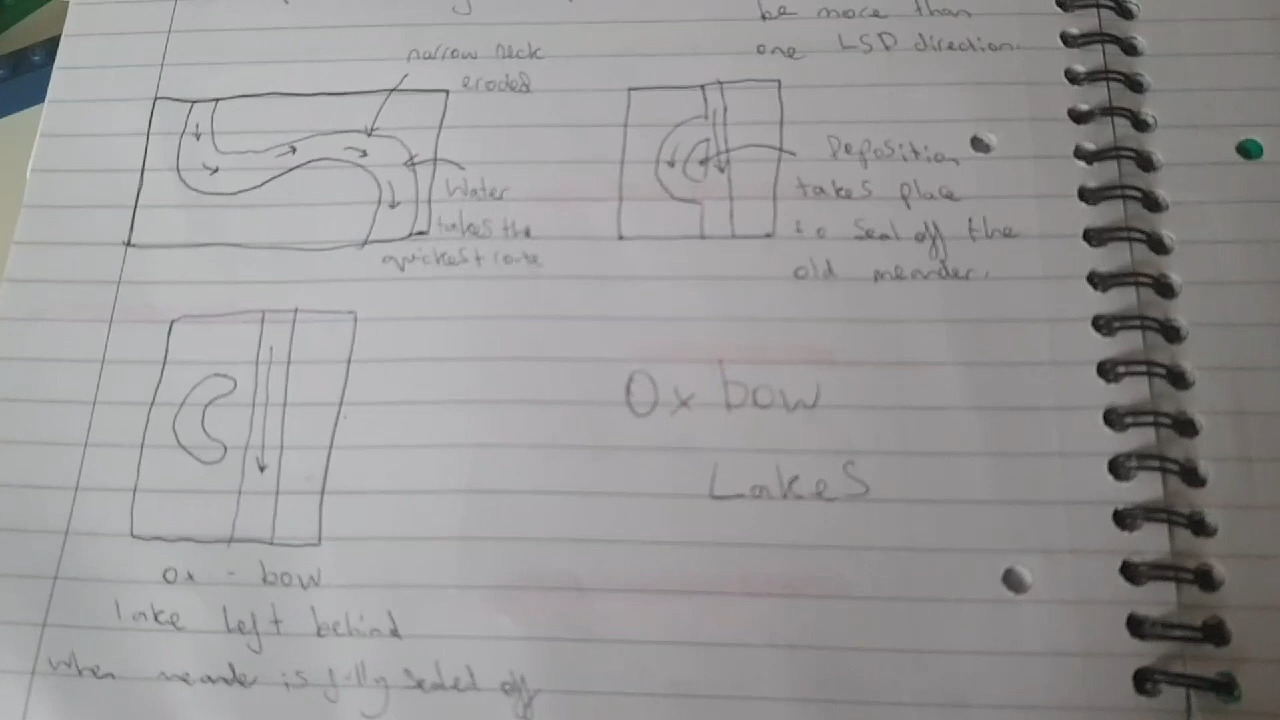 be more than
one LSD direction.
narrow neck
eroded
Water
takes the
quickest route
Deposition
takes place
to seal off the
old meander.
Ox bow
Lakes
ox - bow
lake left behind
when meander is fully sealed off